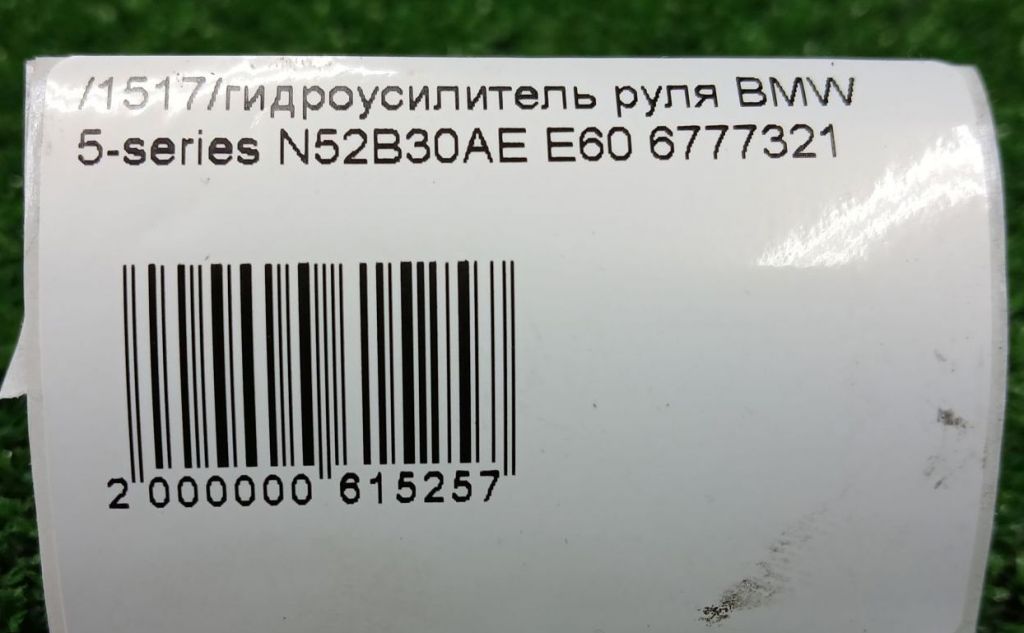 /1517/гидроусилитель руля BMW
5-series N52B30AE E60 6777321
2 000000 615257